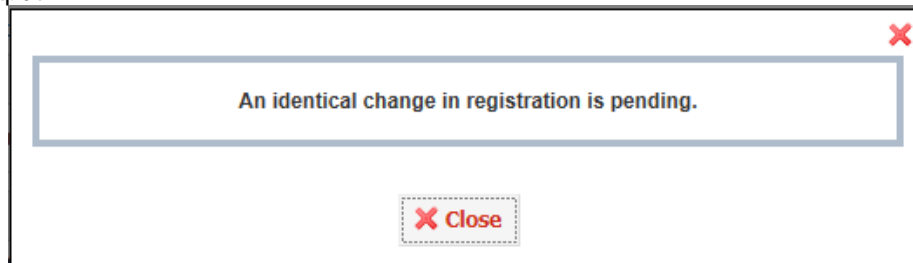 An identical change in registration is pending.
Close